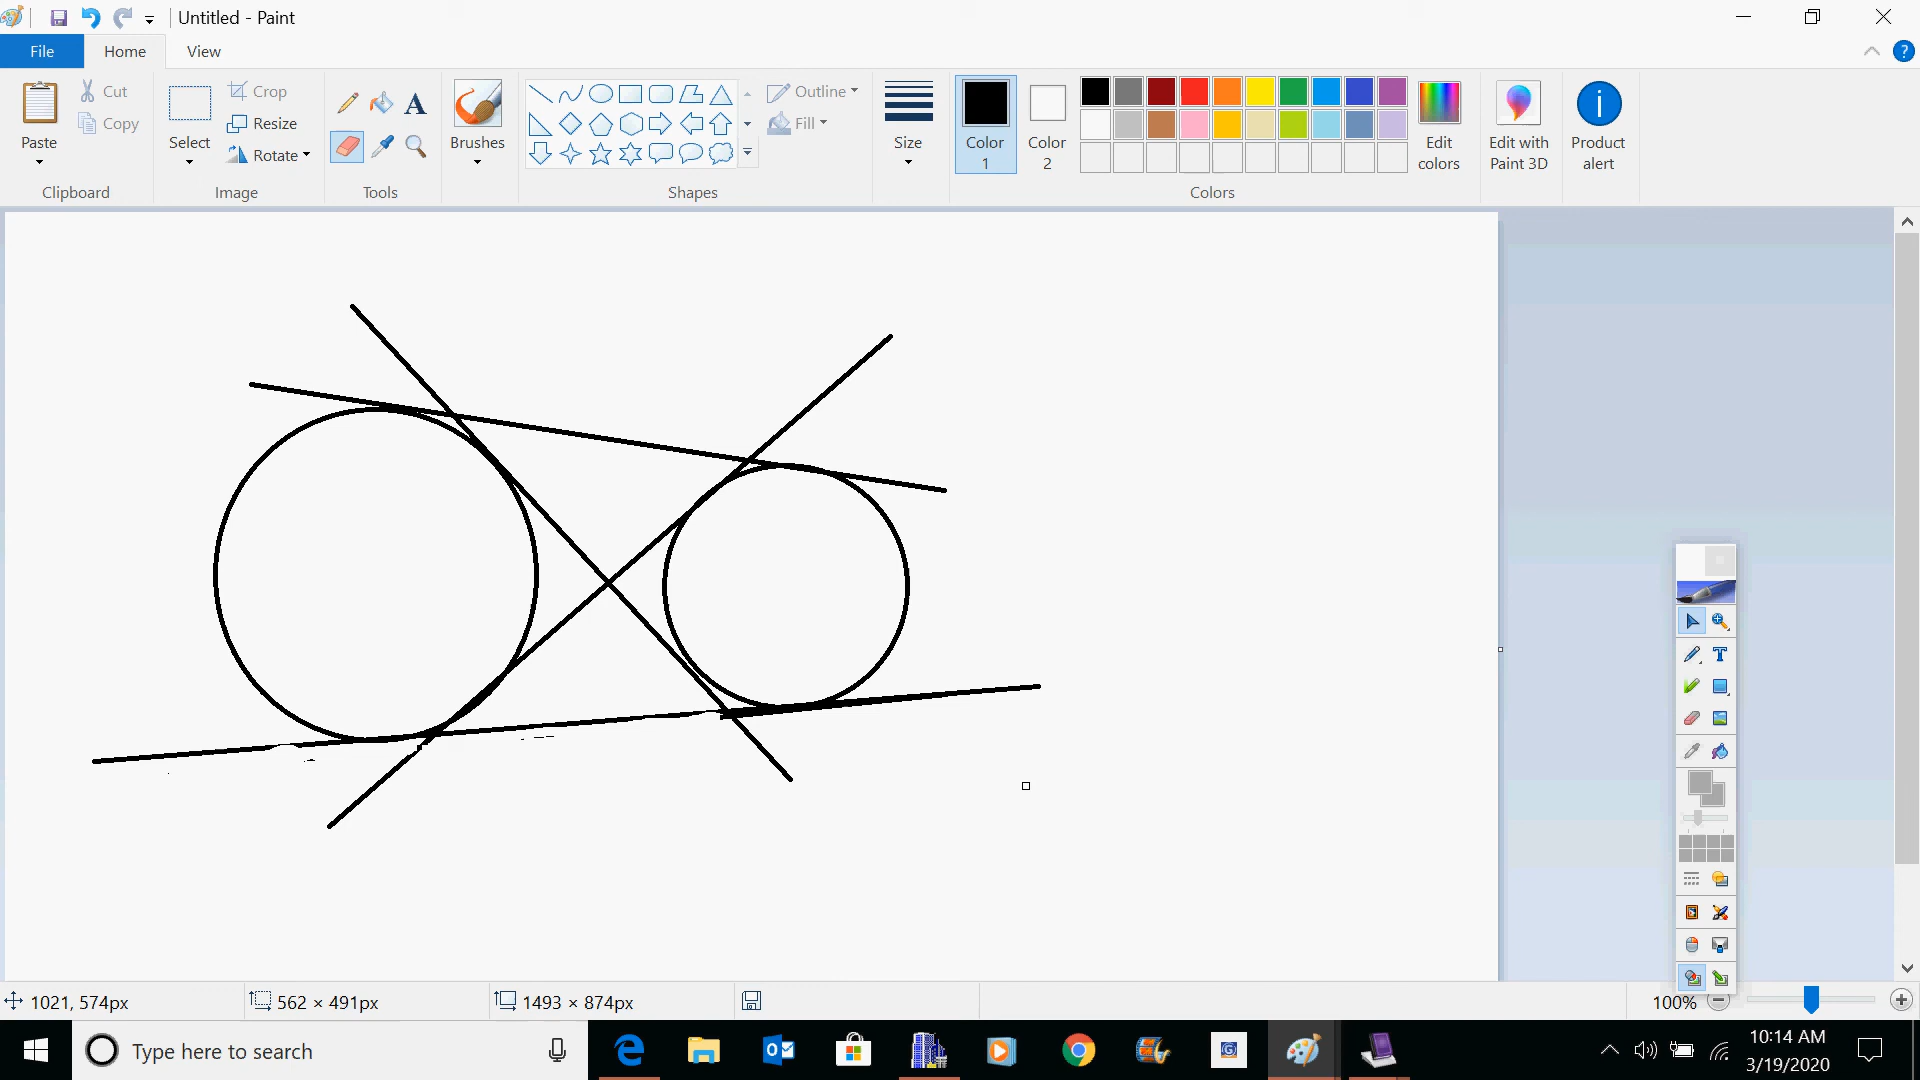 Untitled - Paint
File Home View
Paste
Cut
Copy
Clipboard
Select
Crop
Resize
Rotate
Image
A
Tools
Brushes
Shapes
Outline
Fill
Size
Color 1
Color 2
Colors
Edit colors
Edit with Paint 3D
Product alert
T
1021, 574px
562 × 491px
1493 × 874px
100%
Type here to search
10:14 AM
3/19/2020